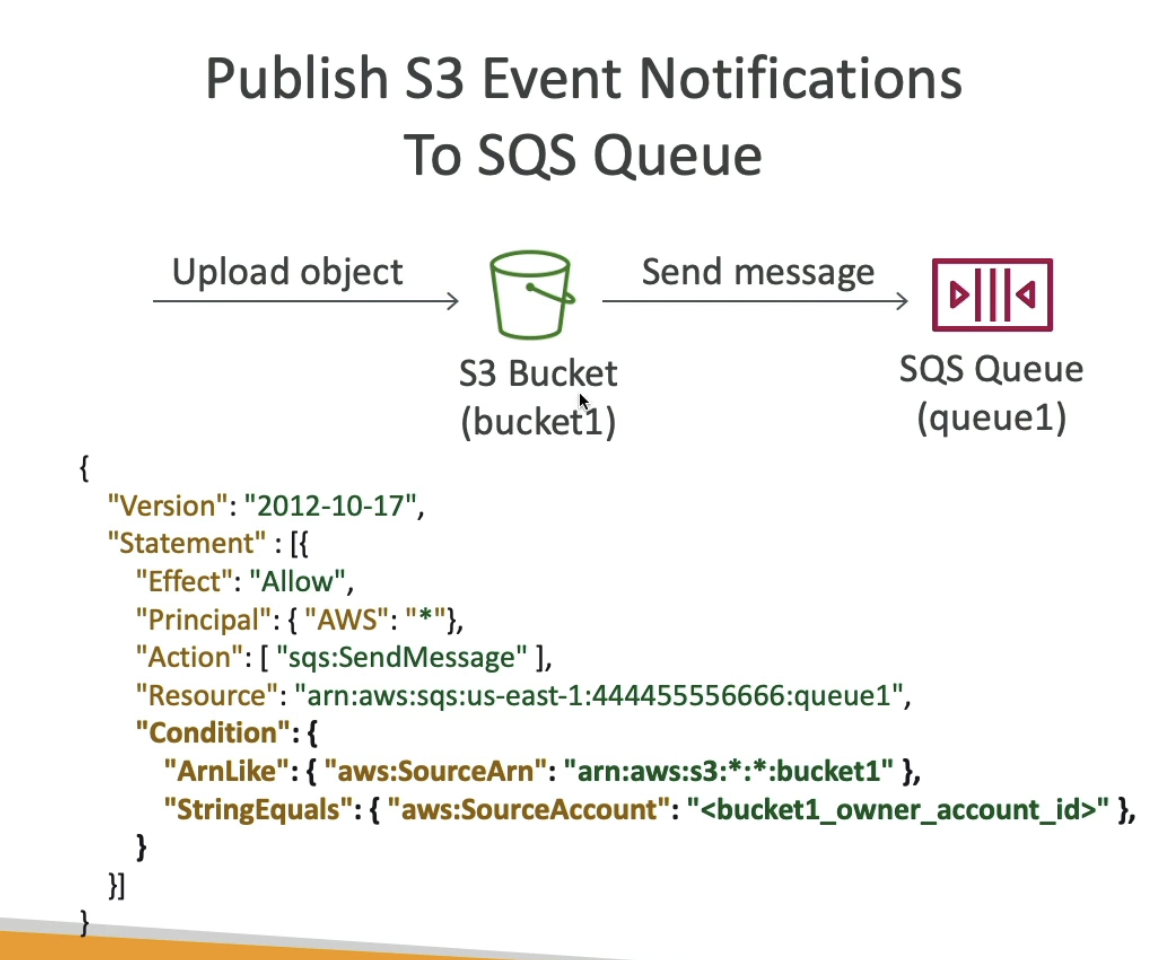 Publish S3 Event Notifications
To SQS Queue
Upload object
Send message
S3 Bucket
(bucket1)
SQS Queue
(queue1)
{
"Version": "2012-10-17",
"Statement" : [{
"Effect": "Allow",
"Principal": { "AWS": "*"},
"Action": [ "sqs:SendMessage" ],
"Resource": "arn:aws:sqs:us-east-1:444455556666:queue1",
"Condition": {
"ArnLike": { "aws:SourceArn": "arn:aws:s3:*:*:bucket1" },
"StringEquals": { "aws:SourceAccount": "<bucket1_owner_account_id>" },
}
}]
}